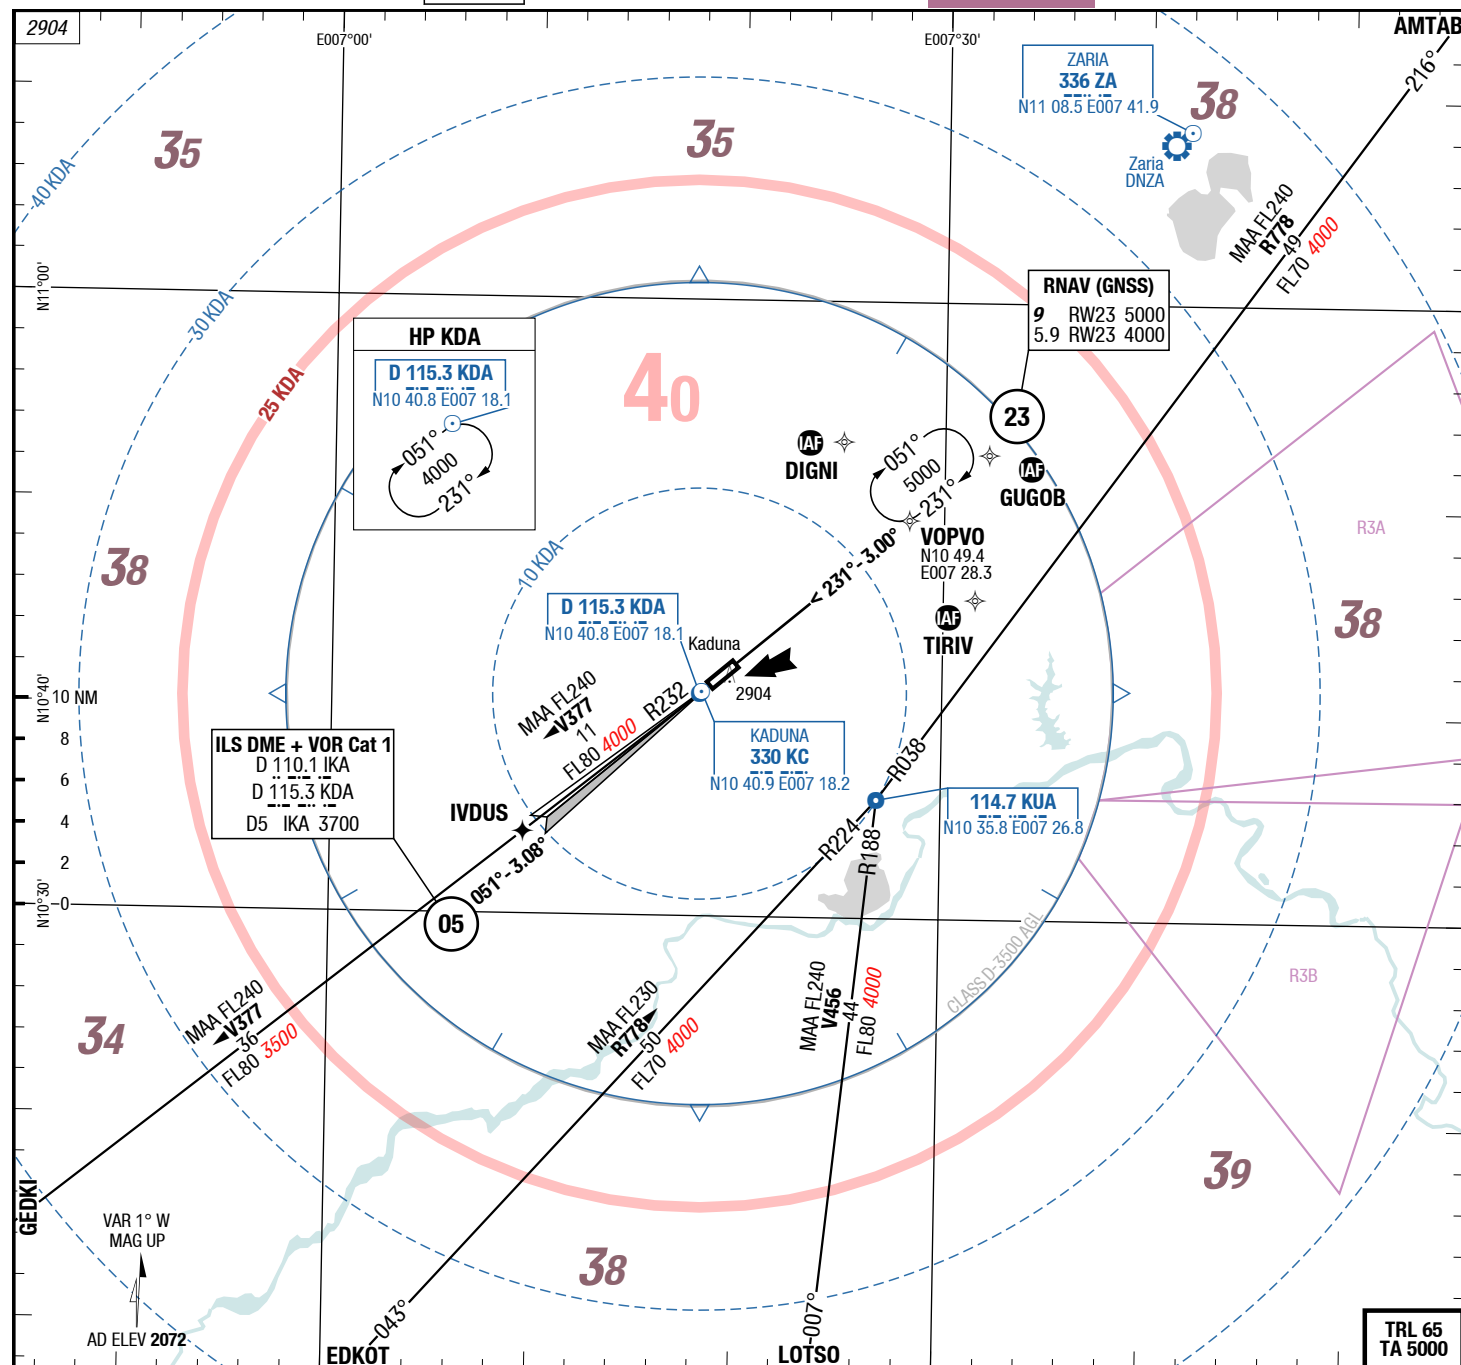 2904
E007°00'
E007°30'
AMTAB
216°
ZARIA
336 ZA
N11 08.5 E007 41.9
38
Zaria
DNZA
35
35
40 KDA
MAA FL240
R778
49
FL70 4000
N11°00'
30 KDA
RNAV (GNSS)
9 RW23 5000
5.9 RW23 4000
HP KDA
D 115.3 KDA
N10 40.8 E007 18.1
051°
4000
231°
25 KDA
40
23
IAF
DIGNI
051°
5000
231°
IAF
GUGOB
R3A
VOPVO
N10 49.4
E007 28.3
< 231° - 3.00°
10 KDA
38
D 115.3 KDA
N10 40.8 E007 18.1
IAF
TIRIV
38
Kaduna
2904
N10°40'
10 NM
8
6
4
2
0
MAA FL240
V377
11
FL80 4000
R232
KADUNA
330 KC
N10 40.9 E007 18.2
R038
ILS DME + VOR Cat 1
D 110.1 IKA
D 115.3 KDA
D5 IKA 3700
IVDUS
114.7 KUA
N10 35.8 E007 26.8
R224
R188
051° - 3.08°
N10°30'
05
CLASS D-3500 AGL
R3B
MAA FL240
V377
36
FL80 3500
MAA FL230
R778
50
FL70 4000
MAA FL240
V456
44
FL80 4000
34
39
GEDKI
VAR 1° W
MAG UP
38
AD ELEV 2072
043°
EDKOT
007°
LOTSO
TRL 65
TA 5000